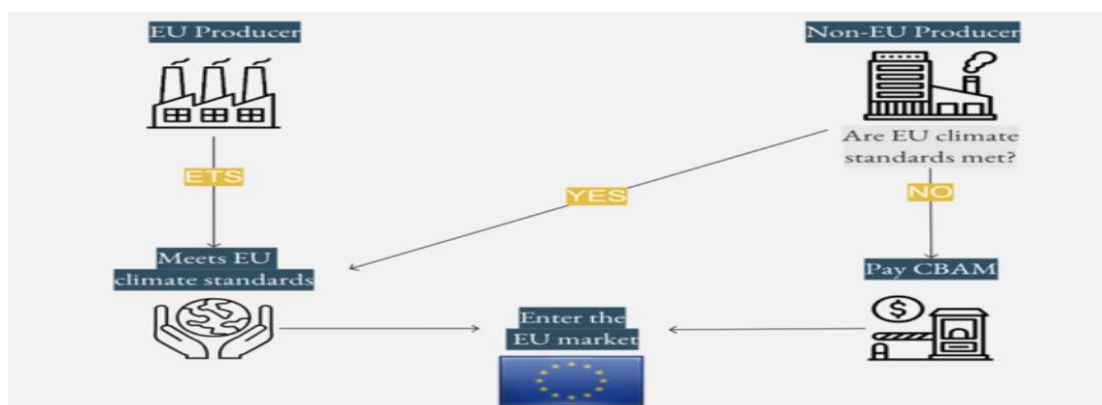 EU Producer
Non-EU Producer
Are EU climate
standards met?
ETS
YES
NO
Meets EU
climate standards
Pay CBAM
$
Enter the
EU market